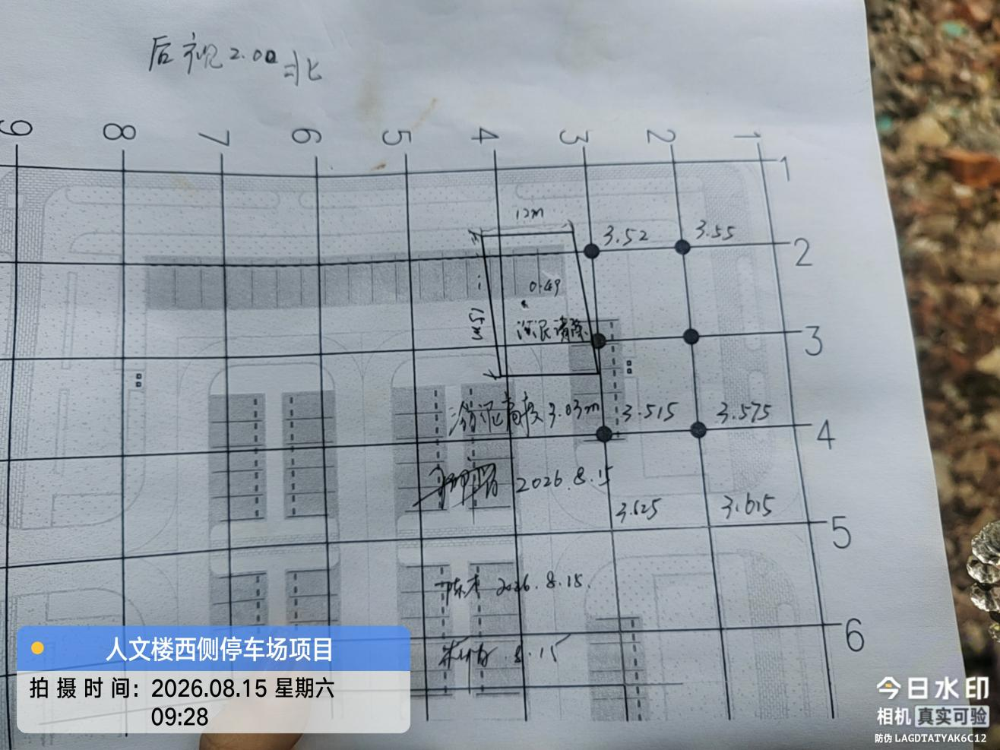 后视2.00 北
9 8 7 6 5 4 3 2 1
1
12m
3.52 3.55
2
0.49
15m
淤泥清除
3
淤泥高度3.03m 3.515 3.575
4
2026.8.15
3.625 3.615
5
2026.8.15.
6
8.15
人文楼西侧停车场项目
拍摄时间: 2026.08.15 星期六
09:28
今日水印
相机 真实可验
防伪 LAGDTATYAK6C12